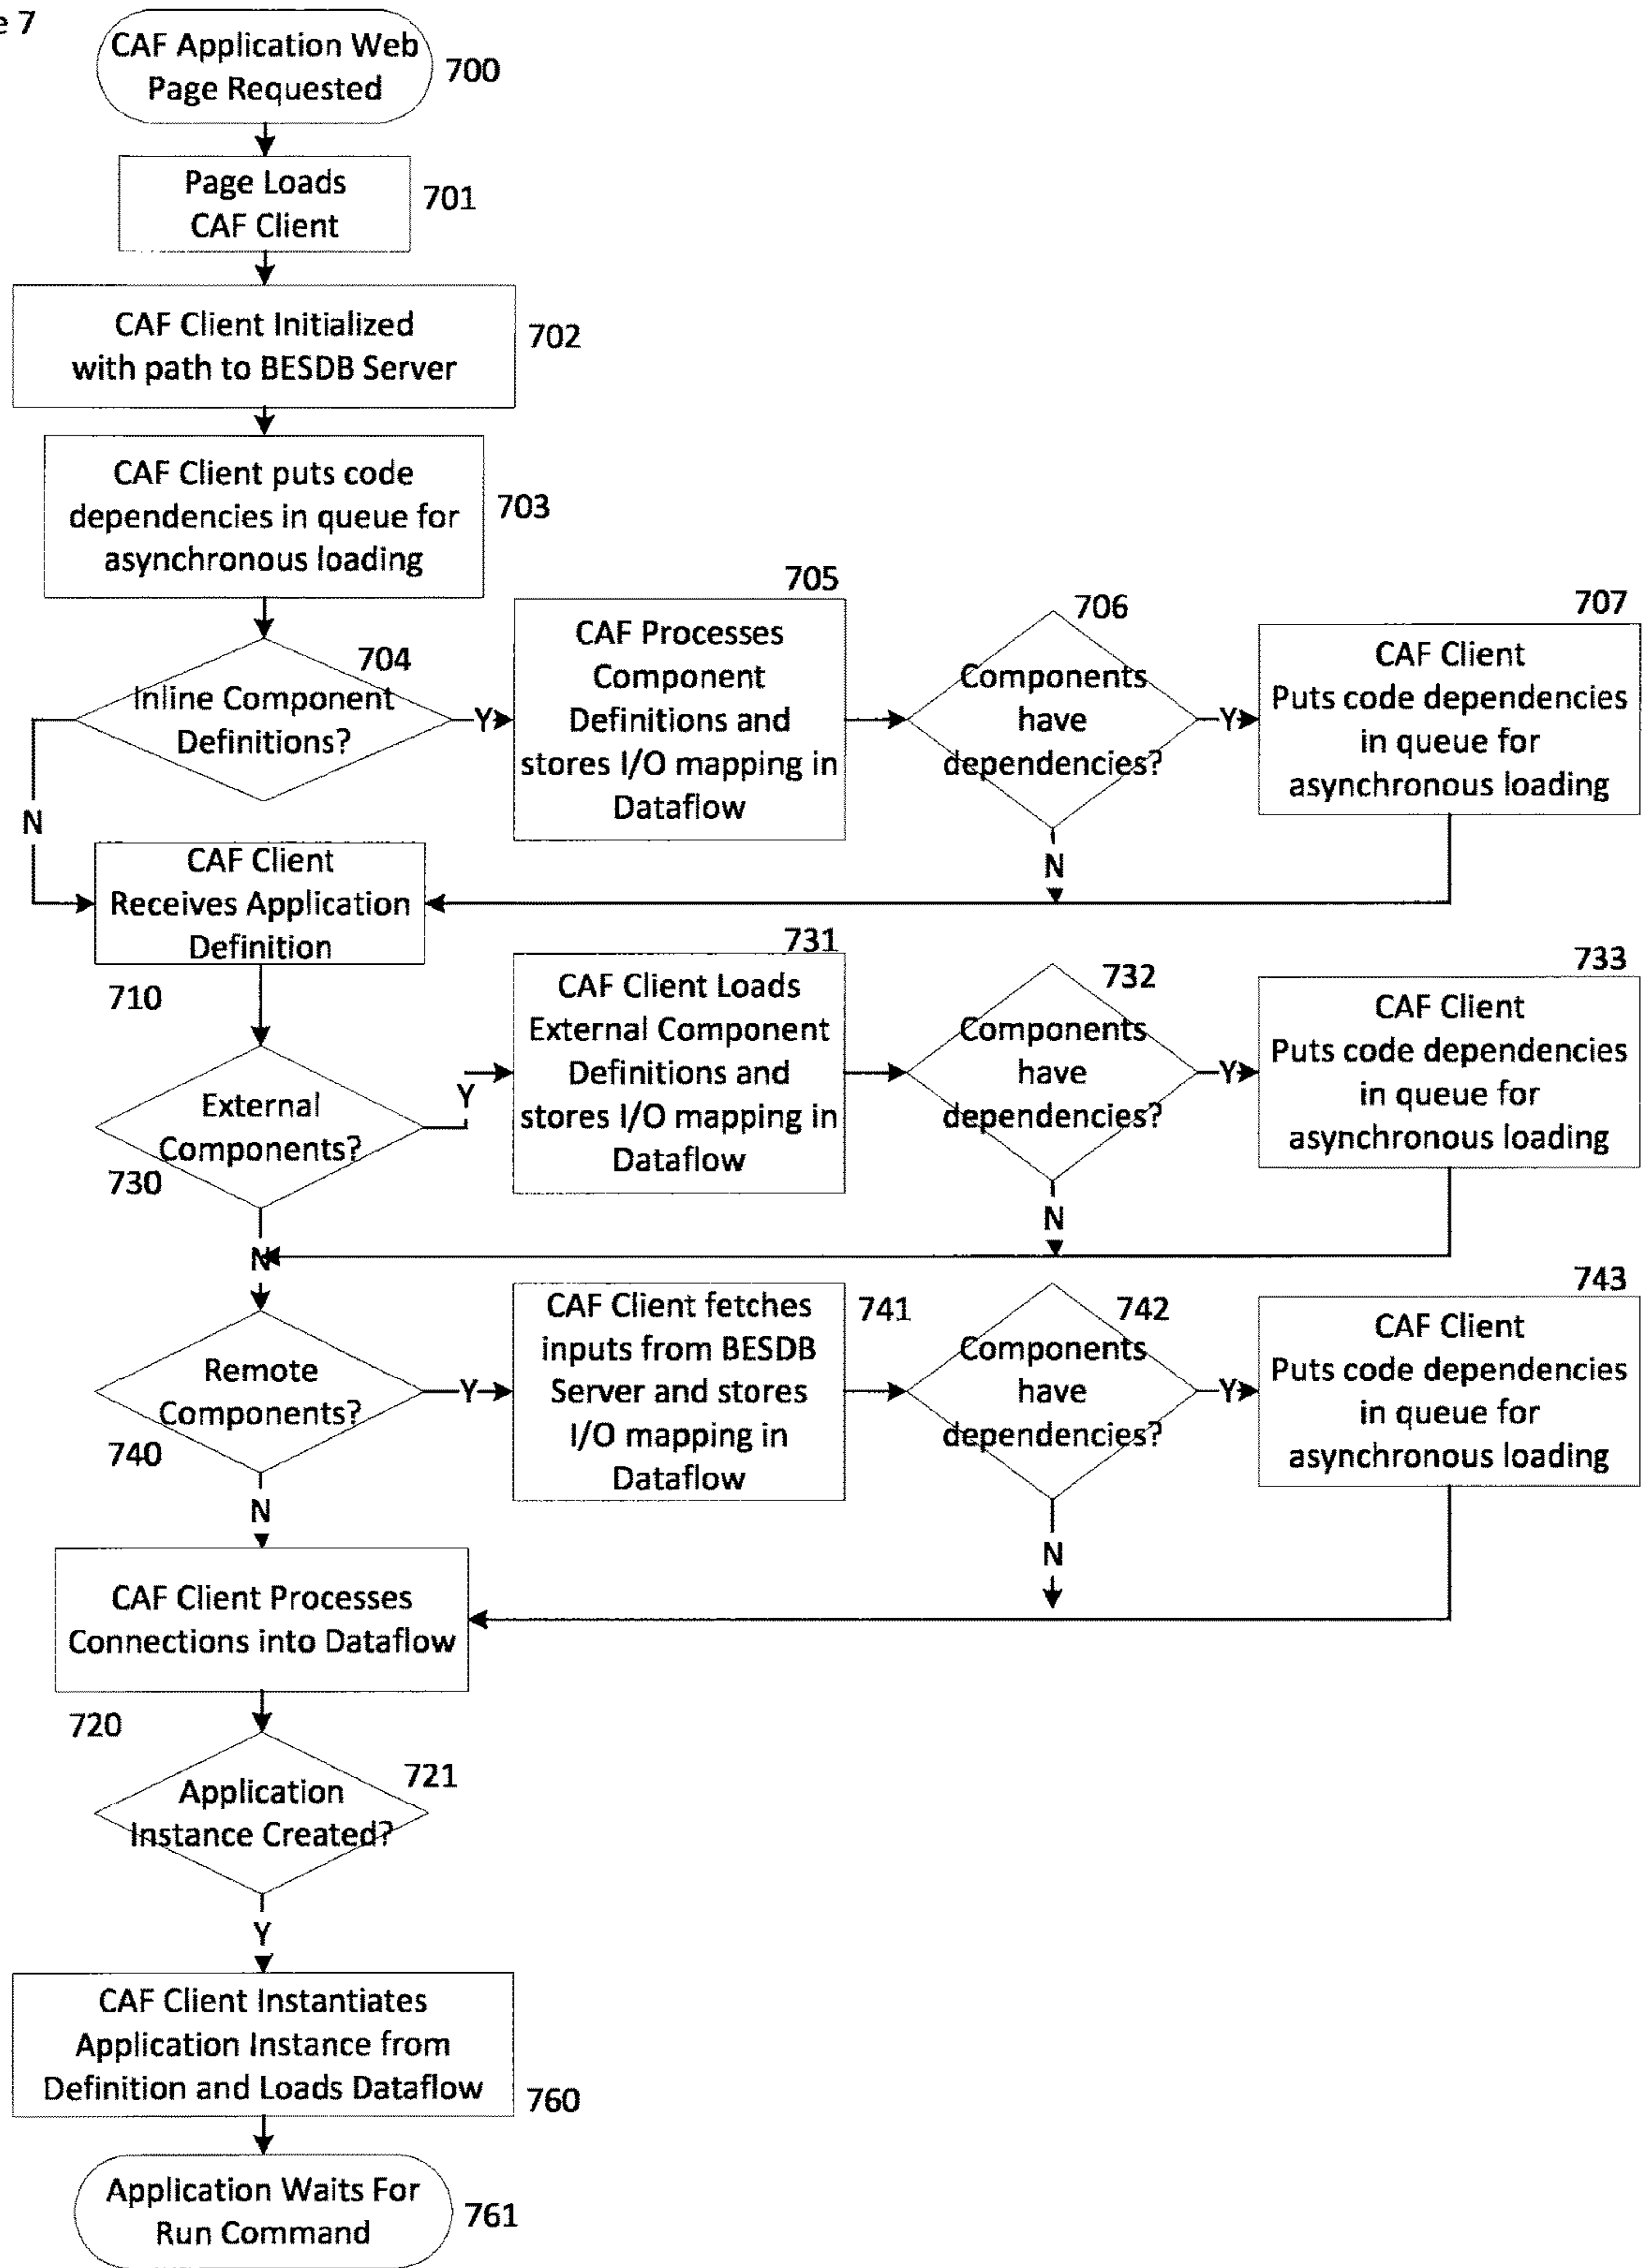 e 7
CAF Application Web
Page Requested
700
Page Loads
CAF Client
701
CAF Client Initialized
with path to BESDB Server
702
CAF Client puts code
dependencies in queue for
asynchronous loading
703
704
Inline Component
Definitions?
Y
N
705
CAF Processes
Component
Definitions and
stores I/O mapping in
Dataflow
706
Components
have
dependencies?
Y
N
707
CAF Client
Puts code dependencies
in queue for
asynchronous loading
CAF Client
Receives Application
Definition
710
External
Components?
730
Y
N
731
CAF Client Loads
External Component
Definitions and
stores I/O mapping in
Dataflow
732
Components
have
dependencies?
Y
N
733
CAF Client
Puts code dependencies
in queue for
asynchronous loading
Remote
Components?
740
Y
N
CAF Client fetches
inputs from BESDB
Server and stores
I/O mapping in
Dataflow
741
742
Components
have
dependencies?
Y
N
743
CAF Client
Puts code dependencies
in queue for
asynchronous loading
CAF Client Processes
Connections into Dataflow
720
721
Application
Instance Created?
Y
CAF Client Instantiates
Application Instance from
Definition and Loads Dataflow
760
Application Waits For
Run Command
761